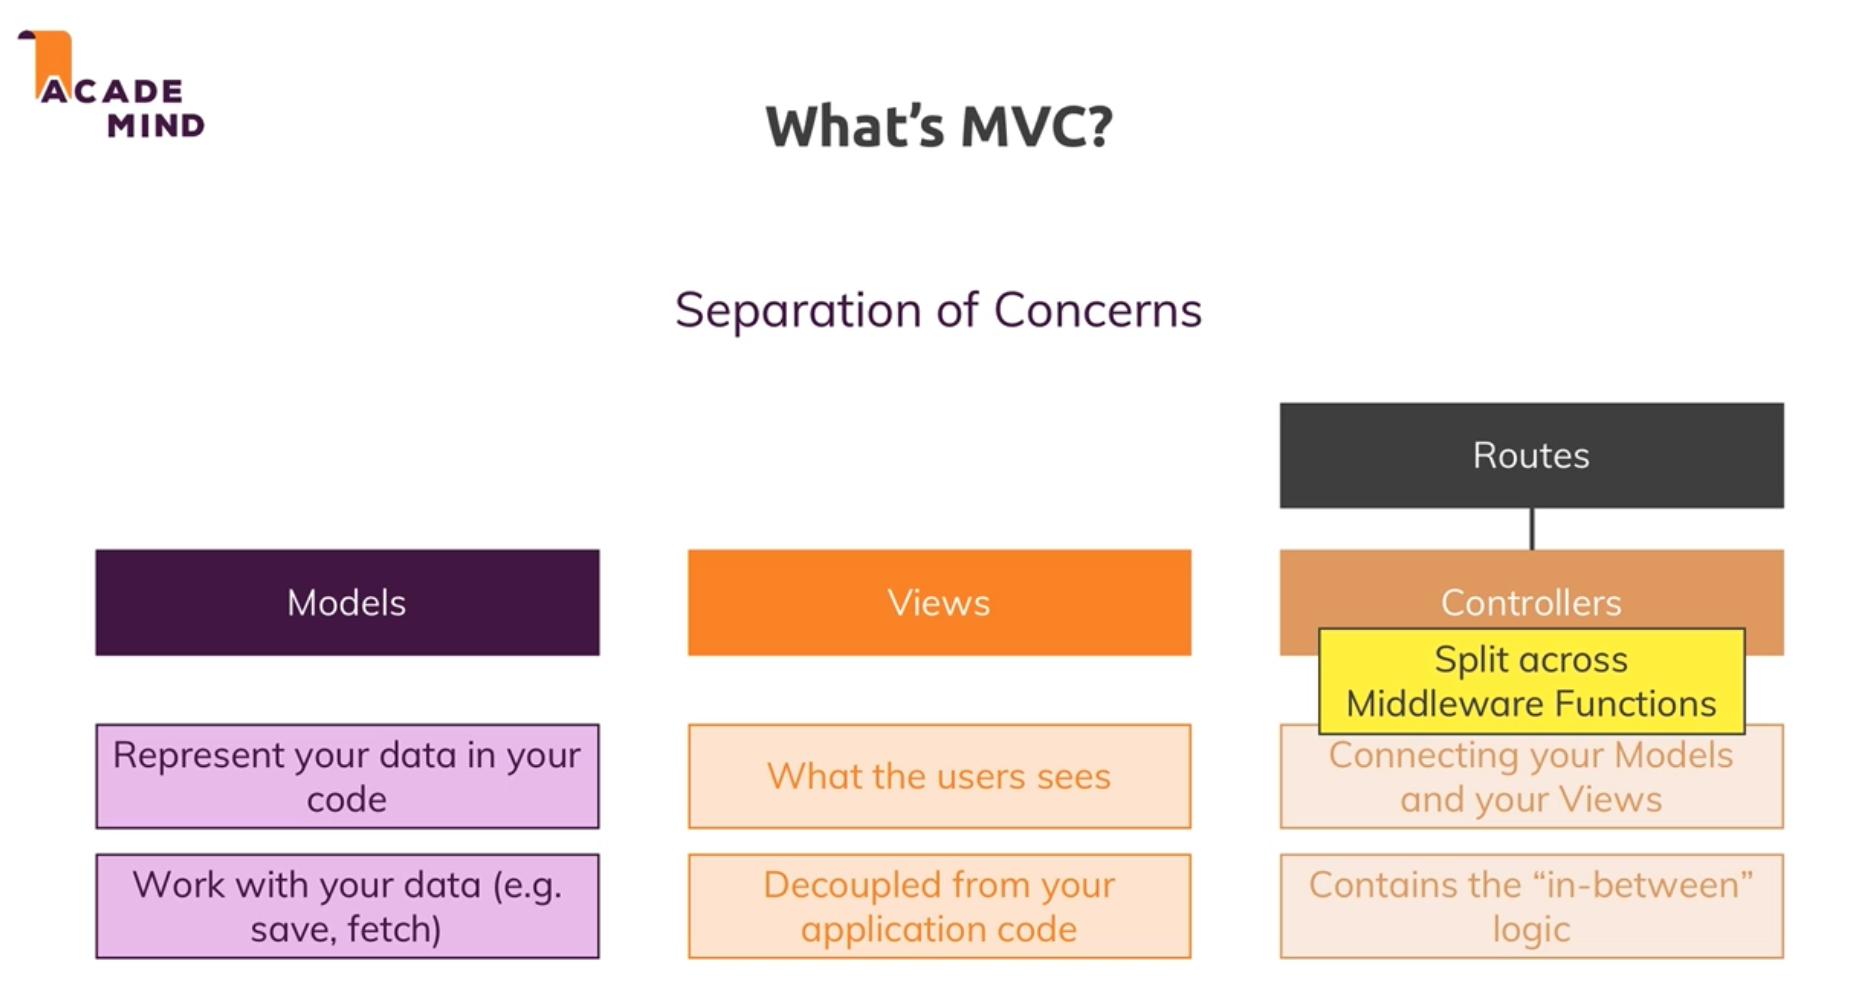 ACADE
MIND
What's MVC?
Separation of Concerns
Routes
Models
Views
Controllers
Split across
Middleware Functions
Represent your data in your
code
What the users sees
Connecting your Models
and your Views
Work with your data (e.g.
save, fetch)
Decoupled from your
application code
Contains the “in-between”
logic